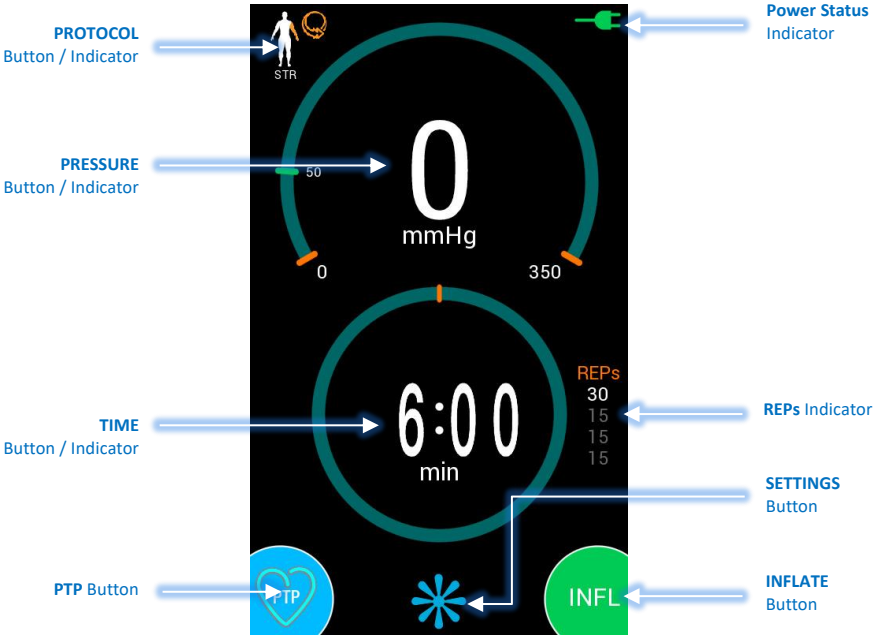 PROTOCOL
Button / Indicator
Power Status
Indicator
STR
PRESSURE
Button / Indicator
50
0
mmHg
0
350
TIME
Button / Indicator
6:00
min
REPs
30
15
15
15
REPs Indicator
SETTINGS
Button
PTP Button
PTP
INFL
INFLATE
Button